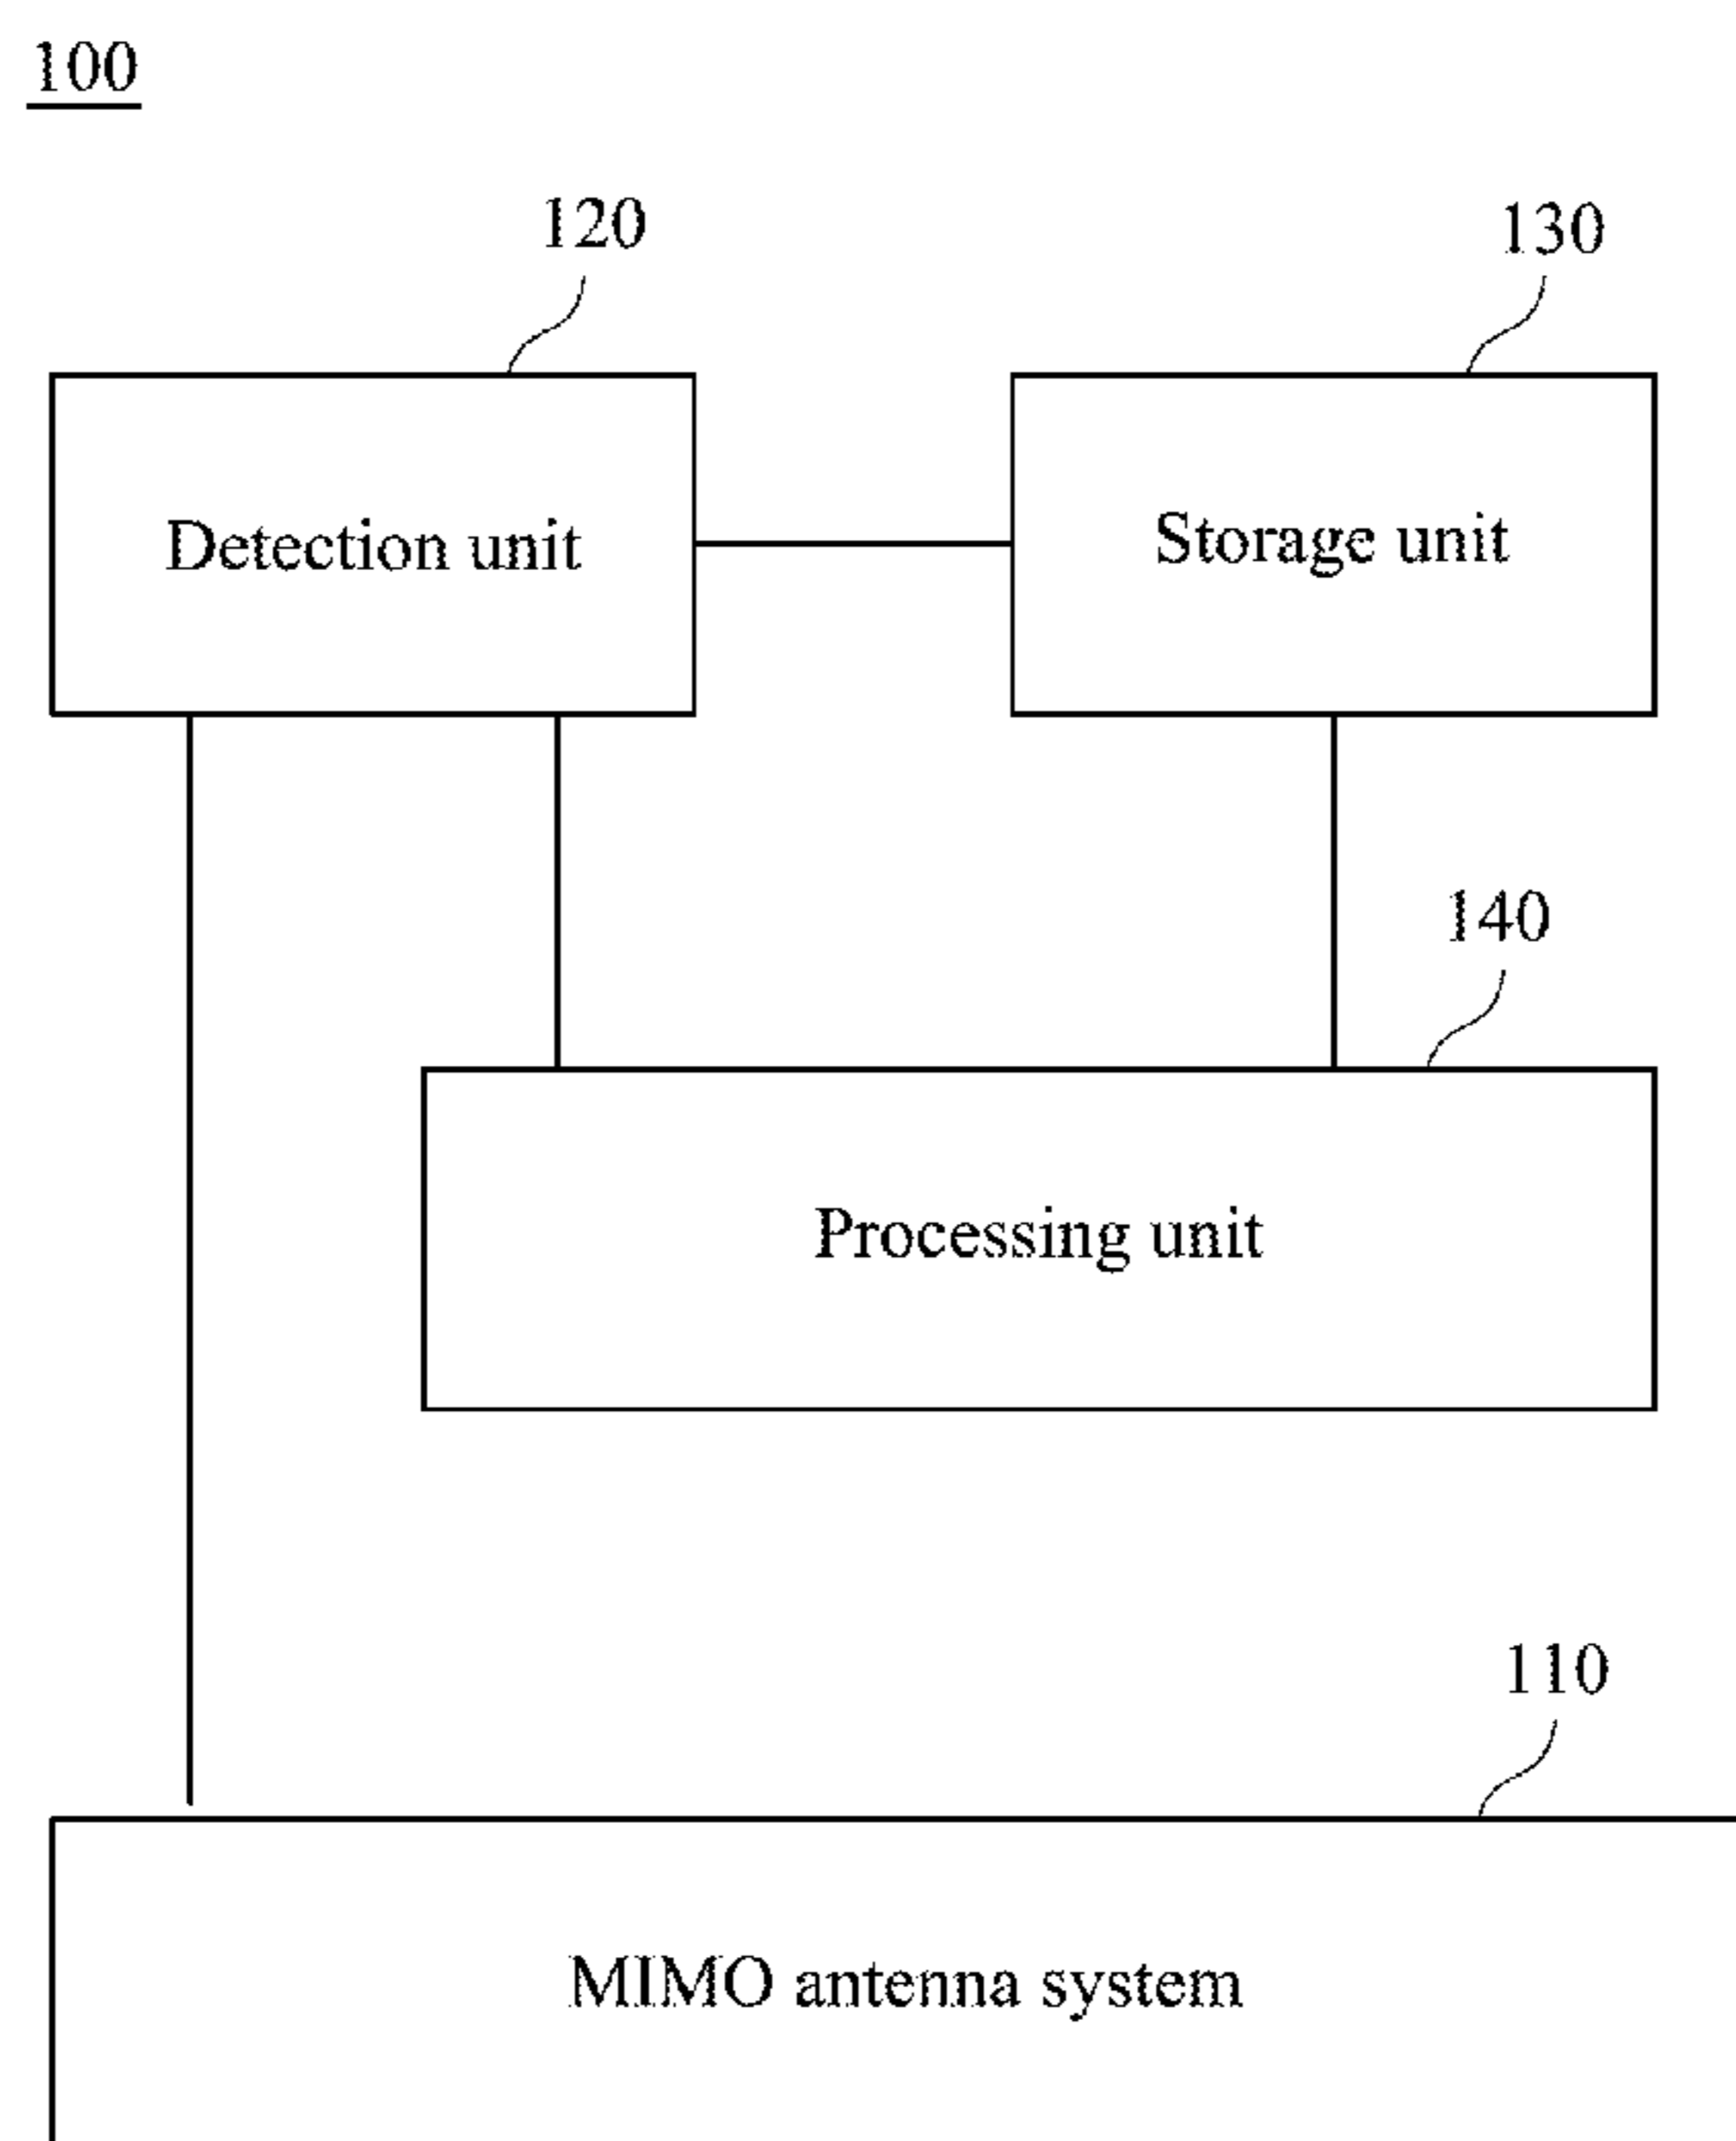 100
120
130
Detection unit
Storage unit
140
Processing unit
110
MIMO antenna system